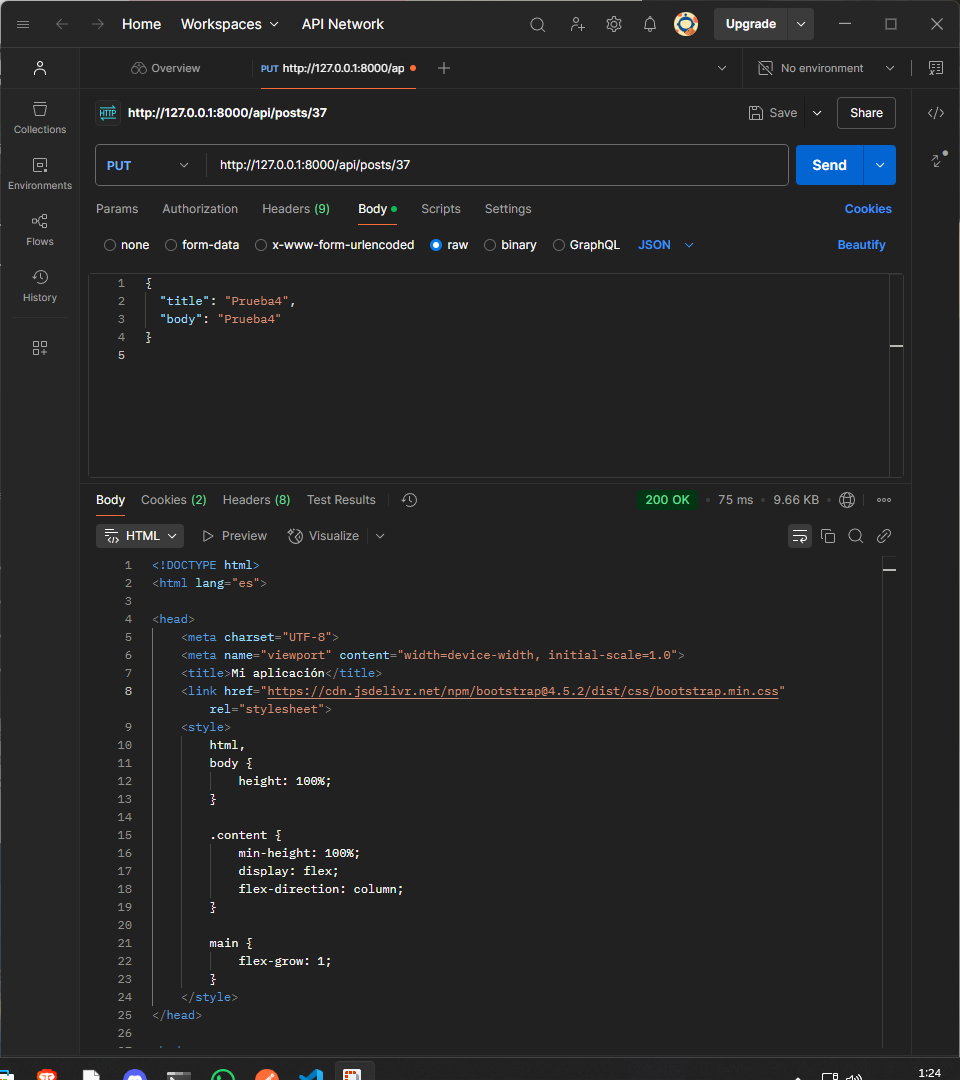 Home Workspaces API Network Upgrade
Overview PUT http://127.0.0.1:8000/ap No environment
HTTP http://127.0.0.1:8000/api/posts/37 Save Share
Collections
Environments
Flows
History
PUT http://127.0.0.1:8000/api/posts/37 Send
Params Authorization Headers (9) Body Scripts Settings Cookies
none form-data x-www-form-urlencoded raw binary GraphQL JSON Beautify
1 {
2 "title": "Prueba4",
3 "body": "Prueba4"
4 }
5
Body Cookies (2) Headers (8) Test Results 200 OK 75 ms 9.66 KB
HTML Preview Visualize
1 <!DOCTYPE html>
2 <html lang="es">
3
4 <head>
5 <meta charset="UTF-8">
6 <meta name="viewport" content="width=device-width, initial-scale=1.0">
7 <title>Mi aplicación</title>
8 <link href="https://cdn.jsdelivr.net/npm/bootstrap@4.5.2/dist/css/bootstrap.min.css"
rel="stylesheet">
9 <style>
10 html,
11 body {
12 height: 100%;
13 }
14
15 .content {
16 min-height: 100%;
17 display: flex;
18 flex-direction: column;
19 }
20
21 main {
22 flex-grow: 1;
23 }
24 </style>
25 </head>
26
1:24